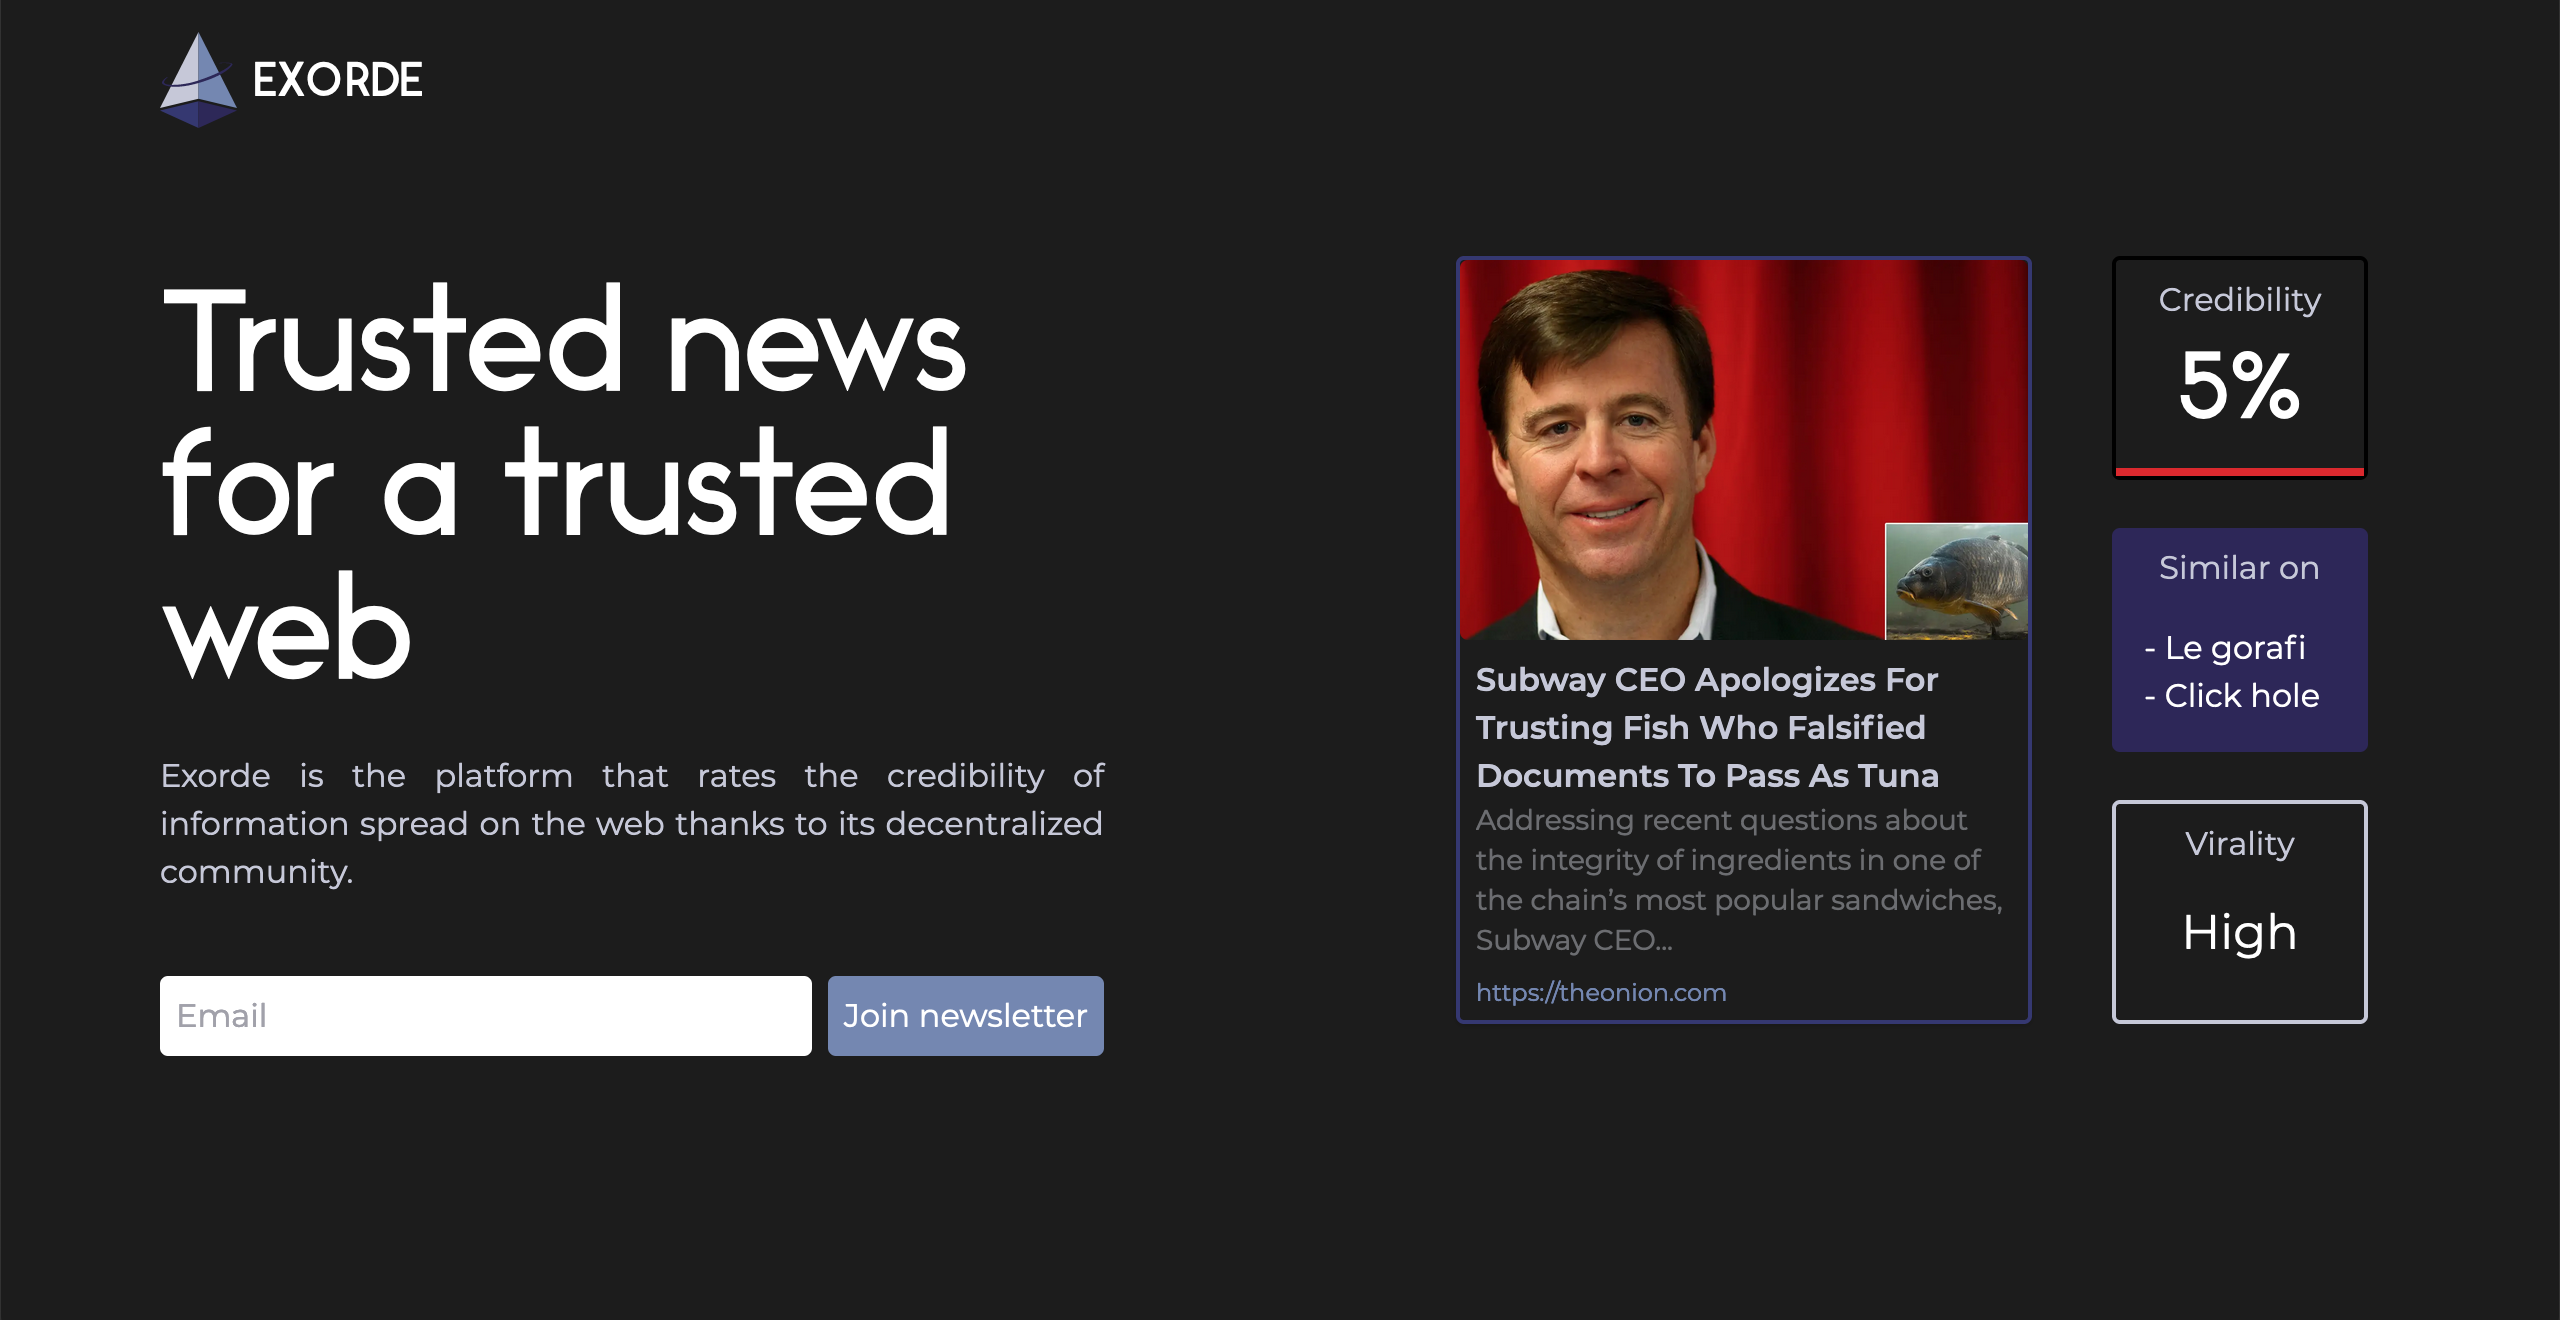 EXORDE
Trusted news
for a trusted
web
Exorde is the platform that rates the credibility of
information spread on the web thanks to its decentralized
community.
Email
Join newsletter
Subway CEO Apologizes For
Trusting Fish Who Falsified
Documents To Pass As Tuna
Addressing recent questions about
the integrity of ingredients in one of
the chain’s most popular sandwiches,
Subway CEO...
https://theonion.com
Credibility
5%
Similar on
- Le gorafi
- Click hole
Virality
High